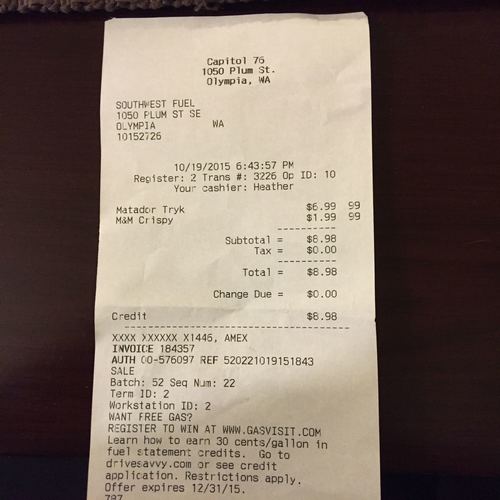 Capitol 76
1050 Plum St.
Olympia, WA
SOUTHWEST FUEL
1050 PLUM ST SE
OLYMPIA WA
10152726
10/19/2015 6:43:57 PM
Register: 2 Trans #: 3226 Op ID: 10
Your cashier: Heather
Matador Tryk $6.99 99
M&M Crispy $1.99 99
Subtotal = $8.98
Tax = $0.00
Total = $8.98
Change Due = $0.00
Credit $8.98
XXXX XXXXXX X1446, AMEX
INVOICE 184357
AUTH 00-576097 REF 520221019151843
SALE
Batch: 52 Seq Num: 22
Term ID: 2
Workstation ID: 2
WANT FREE GAS?
REGISTER TO WIN AT WWW.GASVISIT.COM
Learn how to earn 30 cents/gallon in
fuel statement credits. Go to
drivesavvy.com or see credit
application. Restrictions apply.
Offer expires 12/31/15.